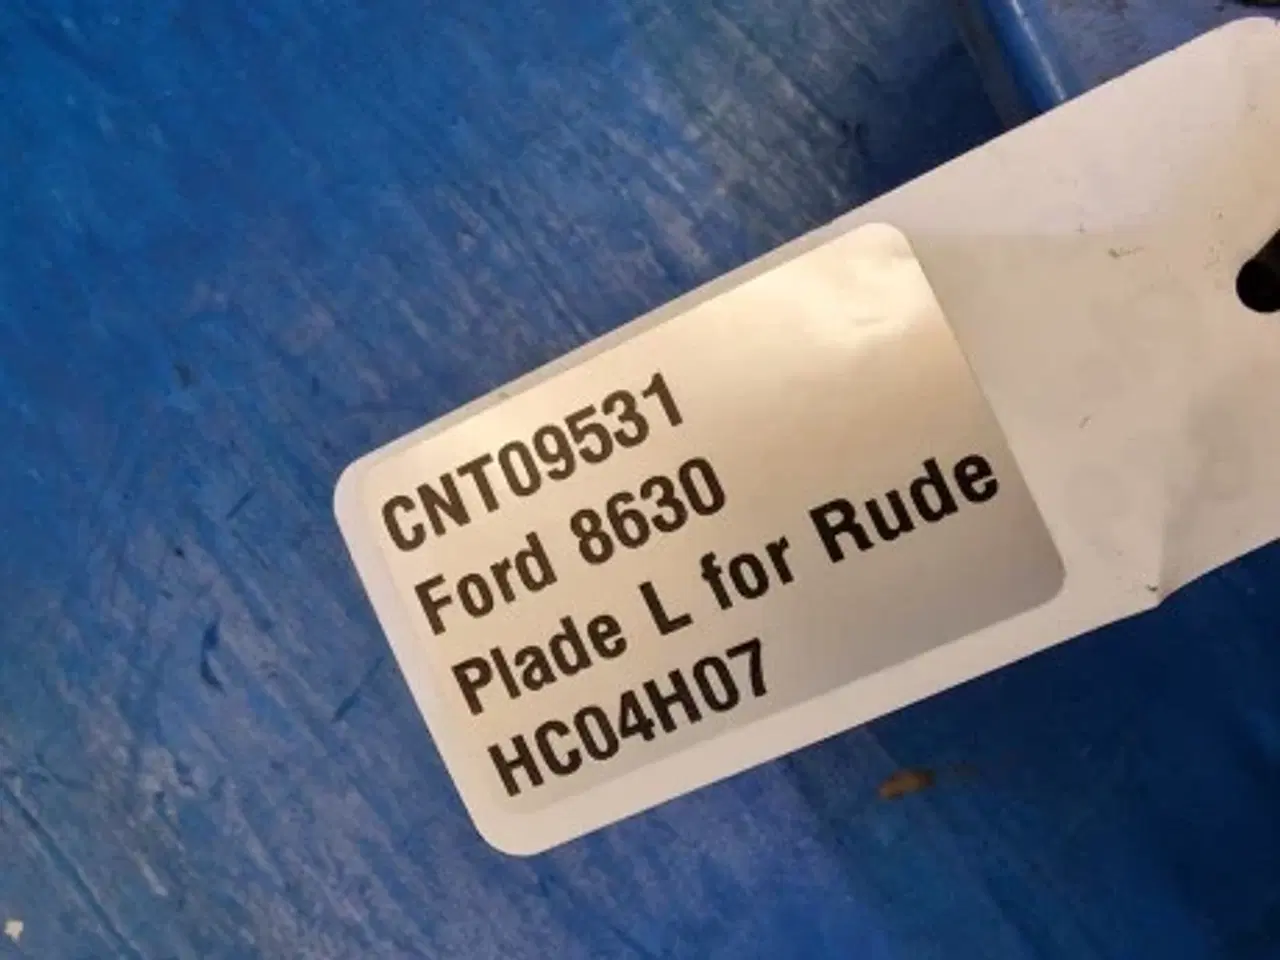 CNT09531
Ford 8630
Plade L for Rude
HC04H07